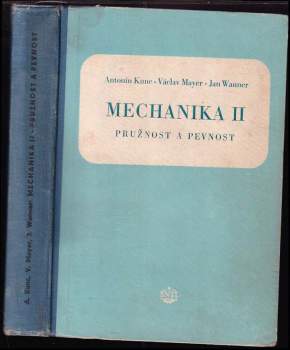 Antonín Kunc - Václav Mayer - Jan Wanner
MECHANIKA II
PRUŽNOST A PEVNOST
A. Kunc, V. Mayer, J. Wanner: MECHANIKA II - PRUŽNOST A PEVNOST